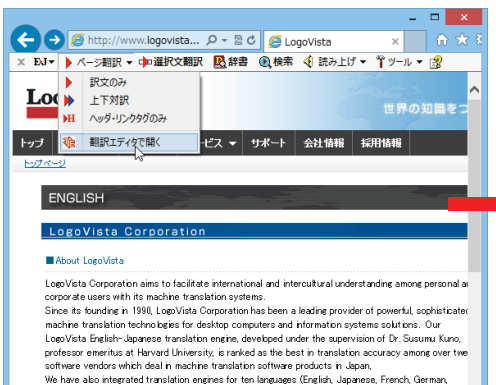 http://www.logovista...
LogoVista
×
× EJ ページ翻訳 選択文翻訳 辞書 検索 読み上げ ツール
訳文のみ
上下対訳
ヘッダ・リンクタグのみ
翻訳エディタで開く
世界の知識をつ
トップ ービス サポート 会社情報 採用情報
トップページ
ENGLISH
LogoVista Corporation
About LogoVista
LogoVista Corporation aims to facilitate international and intercultural understanding among personal a
corporate users with its machine translation systems.
Since its founding in 1990, LogoVista Corporation has been a leading provider of powerful, sophisticate
machine translation technologies for desktop computers and information systems solutions. Our
LogoVista English-Japanese translation engine, developed under the supervision of Dr. Susumu Kuno,
professor emeritus at Harvard University, is ranked as the best in translation accuracy among over twe
software vendors which deal in machine translation software products in Japan.
We have also integrated translation engines for ten languages (English, Japanese, French, German,